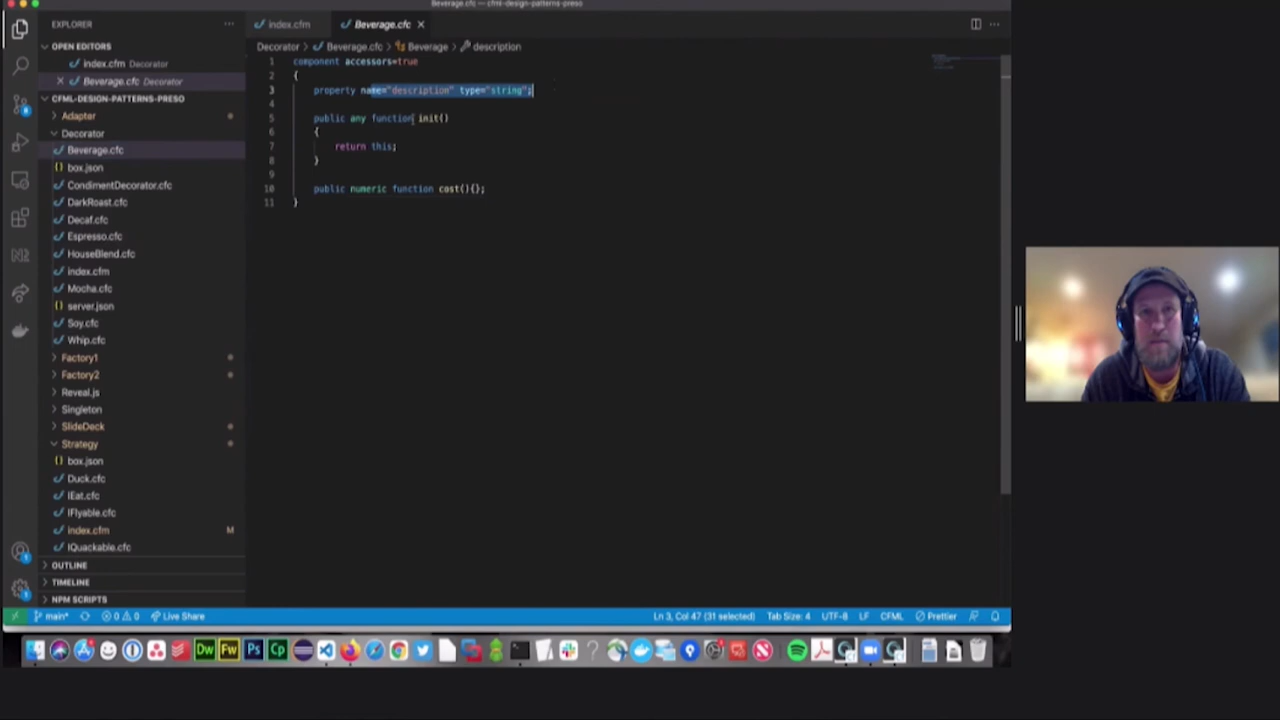 Beverage.cfc — cfml-design-patterns-preso
EXPLORER
index.cfm
Beverage.cfc
OPEN EDITORS
index.cfm Decorator
Beverage.cfc Decorator
CFML-DESIGN-PATTERNS-PRESO
Adapter
Decorator
Beverage.cfc
{} box.json
CondimentDecorator.cfc
DarkRoast.cfc
Decaf.cfc
Espresso.cfc
HouseBlend.cfc
index.cfm
Mocha.cfc
{} server.json
Soy.cfc
Whip.cfc
Factory1
Factory2
Reveal.js
Singleton
SlideDeck
Strategy
{} box.json
Duck.cfc
IEat.cfc
IFlyable.cfc
index.cfm M
IQuackable.cfc
OUTLINE
TIMELINE
NPM SCRIPTS
Decorator > Beverage.cfc > Beverage > description
1 component accessors=true
2 {
3 property name="description" type="string";
4
5 public any function init()
6 {
7 return this;
8 }
9
10 public numeric function cost(){};
11 }
main* 0 0 Live Share
Ln 3, Col 47 (31 selected) Tab Size: 4 UTF-8 LF CFML Prettier
Dw Fw Ps Cp